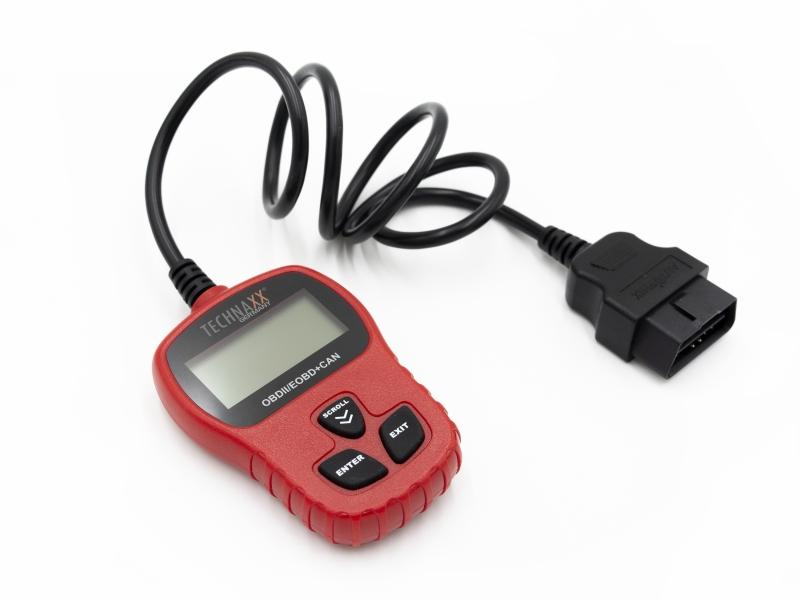 TECHNAXX®
GERMANY
OBDII/EOBD+CAN
SCROLL
ENTER
EXIT